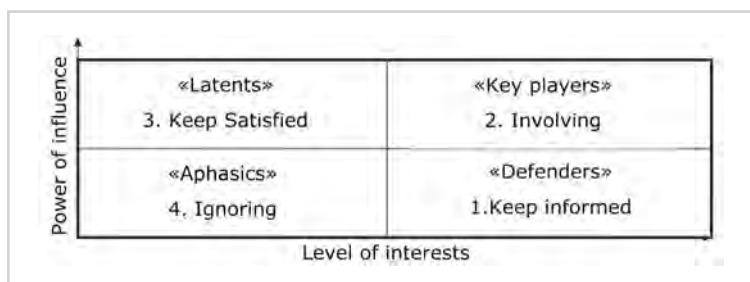 Power of influence
«Latents»
3. Keep Satisfied
«Key players»
2. Involving
«Aphasics»
4. Ignoring
«Defenders»
1.Keep informed
Level of interests